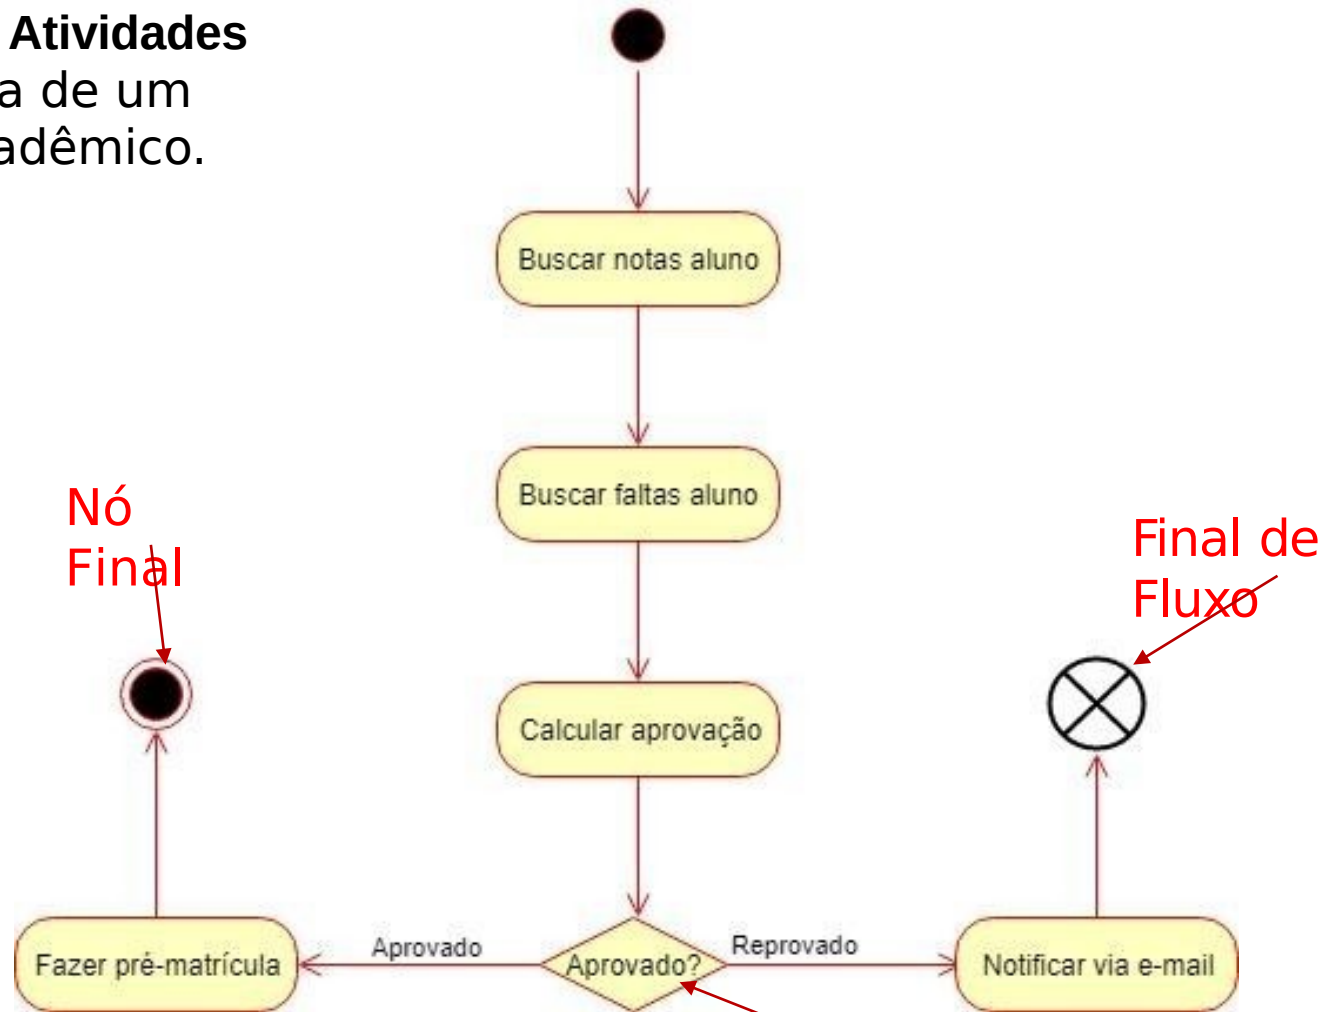 Atividades
a de um
adêmico.
Buscar notas aluno
Buscar faltas aluno
Nó
Final
Final de
Fluxo
Calcular aprovação
Aprovado
Reprovado
Fazer pré-matrícula
Aprovado?
Notificar via e-mail